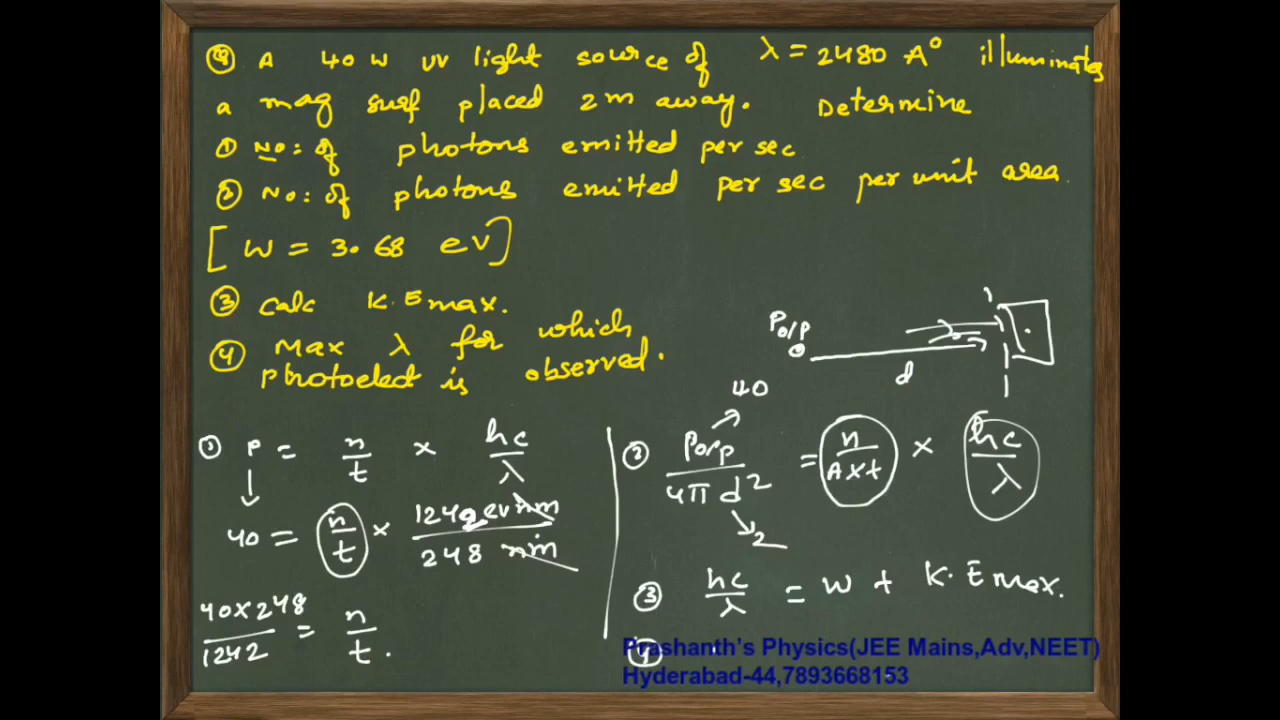 Q A 40 W UV light source of λ = 2480 A° illuminates
a mag surf placed 2m away. Determine
① No: of photons emitted per sec
② No: of photons emitted per sec per unit area.
[ W = 3.68 eV ]
③ calc K.E max.
④ Max λ for which
photoelect is observed.
Po/p
d
① P = n/t × hc/λ
40 = n/t × 1242 eV nm / 248 nm
40×248 / 1242 = n/t.
40
② Po/p / 4π d² = n / A×t × hc/λ
2
③ hc/λ = W + K.E max.
④
Prashanth's Physics(JEE Mains,Adv,NEET)
Hyderabad-44,7893668153